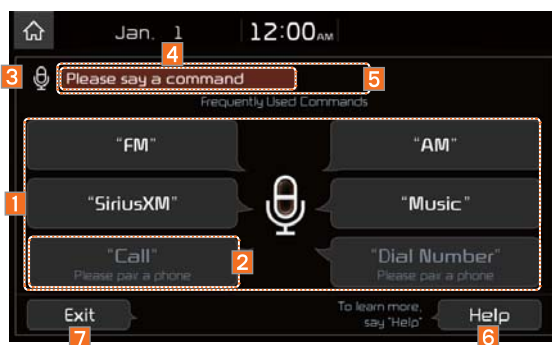 Jan. 1 12:00AM
4
3 Please say a command 5
Frequently Used Commands
"FM" "AM"
1 "SiriusXM" "Music"
"Call" 2 "Dial Number"
Please pair a phone Please pair a phone
Exit To learn more, Help
say "Help"
7 6